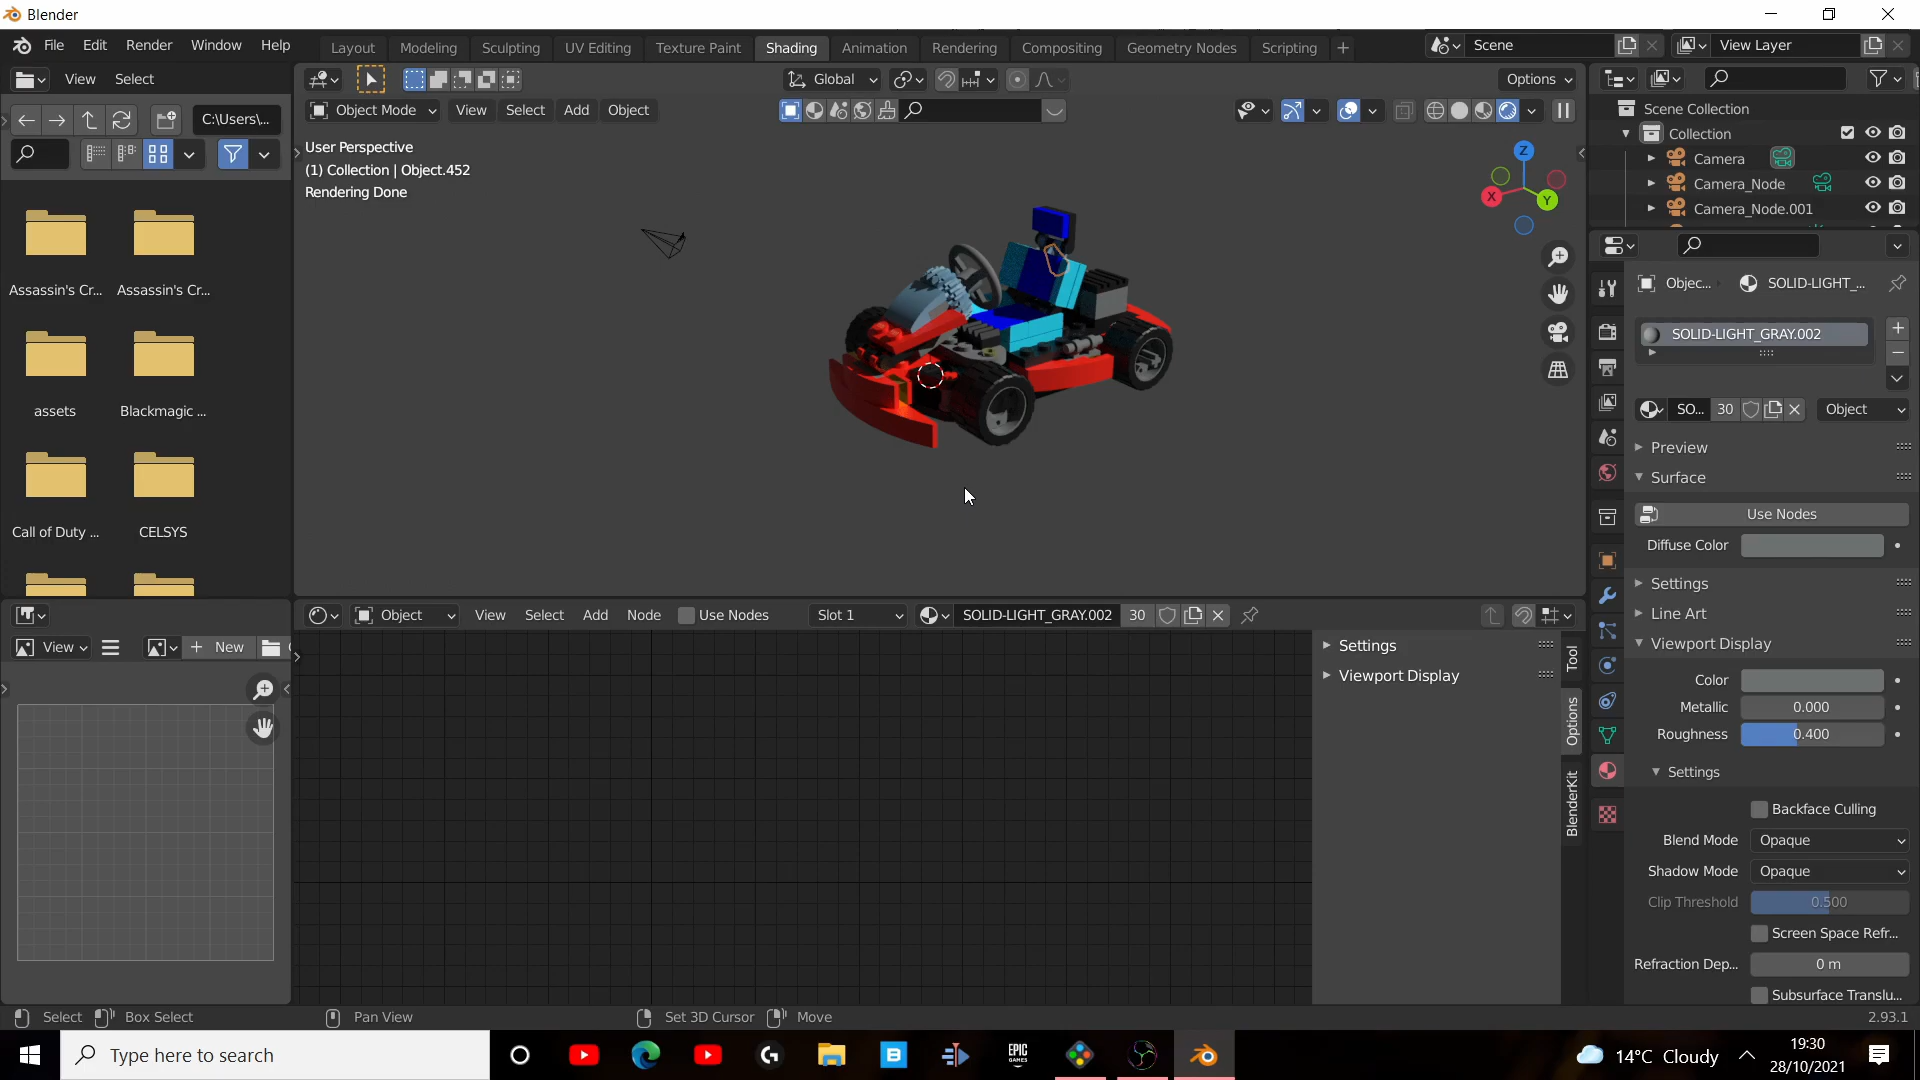 Blender
File Edit Render Window Help Layout Modeling Sculpting UV Editing Texture Paint Shading Animation Rendering Compositing Geometry Nodes Scripting + Scene View Layer
View Select
Global Options
Object Mode View Select Add Object
C:\Users\...
User Perspective
(1) Collection | Object.452
Rendering Done
Z
X
Y
Scene Collection
Collection
Camera
Camera_Node
Camera_Node.001
Assassin's Cr... Assassin's Cr...
assets Blackmagic ...
Call of Duty ... CELSYS
Objec... SOLID-LIGHT_...
SOLID-LIGHT_GRAY.002
SO... 30 Object
Preview
Surface
Use Nodes
Diffuse Color
Settings
Line Art
Viewport Display
Color
Metallic 0.000
Roughness 0.400
Settings
Backface Culling
Blend Mode Opaque
Shadow Mode Opaque
Clip Threshold 0.500
Screen Space Refr...
Refraction Dep... 0 m
Subsurface Translu...
Object View Select Add Node Use Nodes Slot 1 SOLID-LIGHT_GRAY.002 30
View New
Settings
Viewport Display
Tool
Options
BlenderKit
Select Box Select Pan View Set 3D Cursor Move 2.93.1
Type here to search
EPIC
GAMES
14°C Cloudy
19:30
28/10/2021